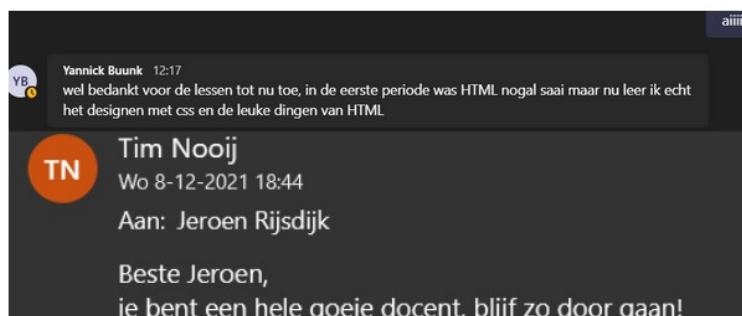 aiiii
YB
Yannick Buunk 12:17
wel bedankt voor de lessen tot nu toe, in de eerste periode was HTML nogal saai maar nu leer ik echt
het designen met css en de leuke dingen van HTML
TN
Tim Nooij
Wo 8-12-2021 18:44
Aan: Jeroen Rijsdijk
Beste Jeroen,
je bent een hele goeie docent, blijf zo door gaan!